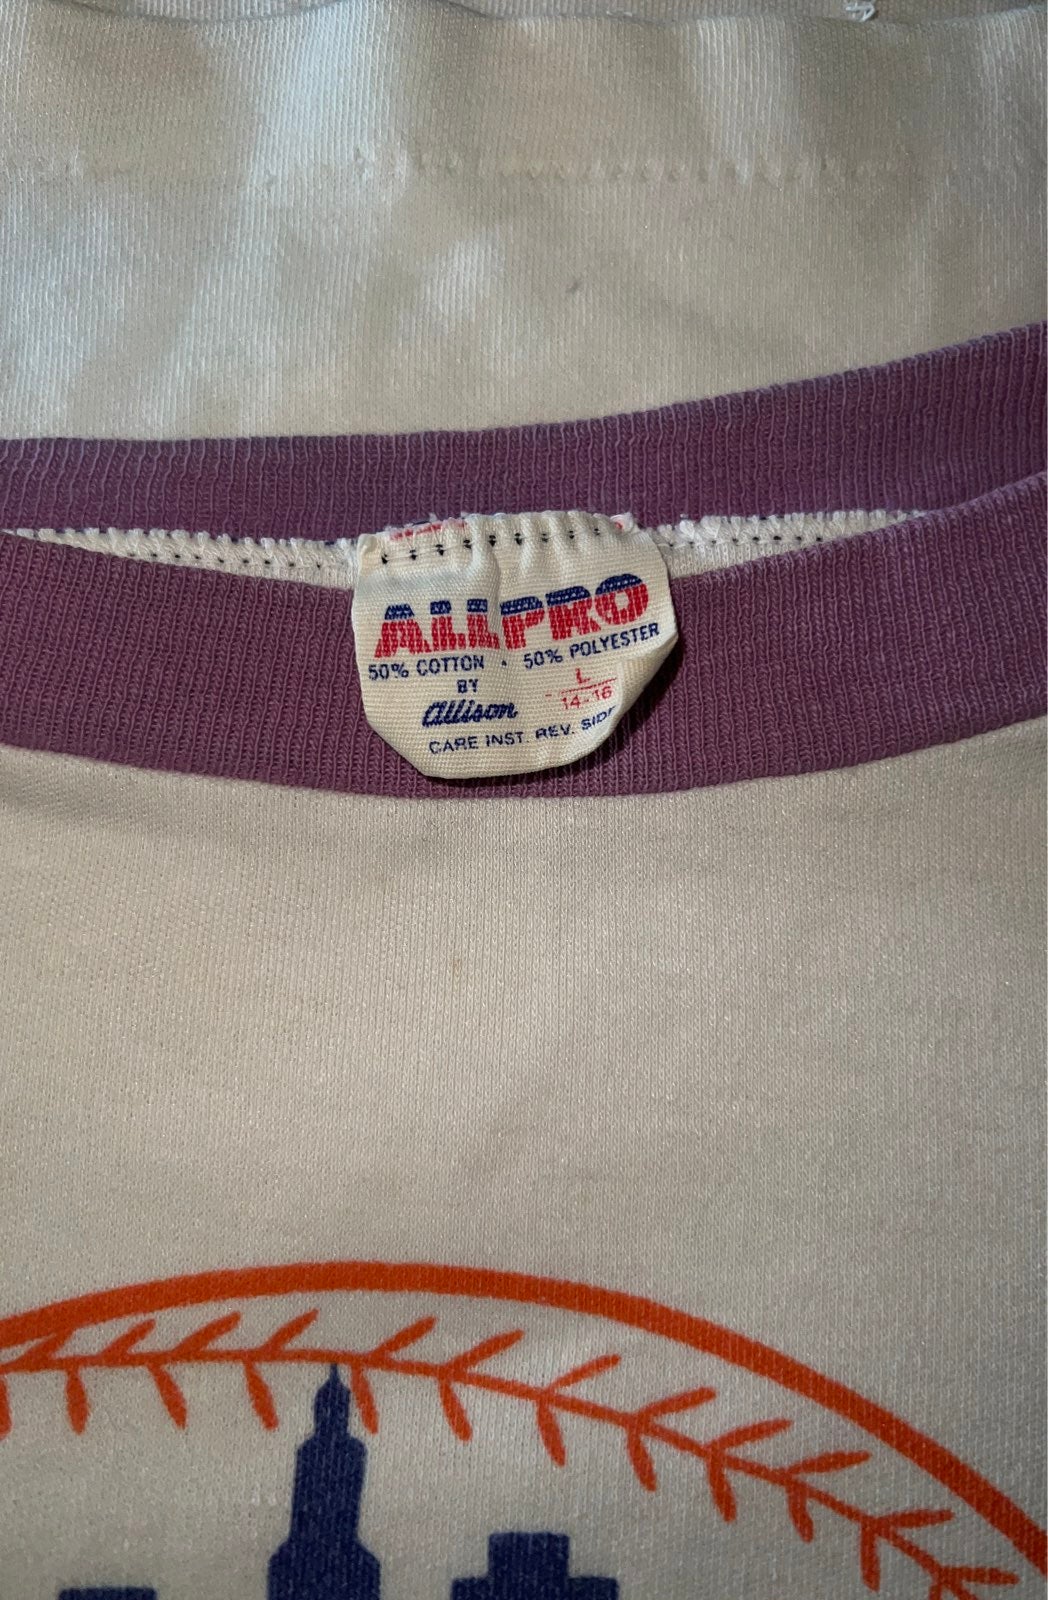 ALLPRO
50% COTTON · 50% POLYESTER
BY
allison
L
14-16
CARE INST. REV. SIDE